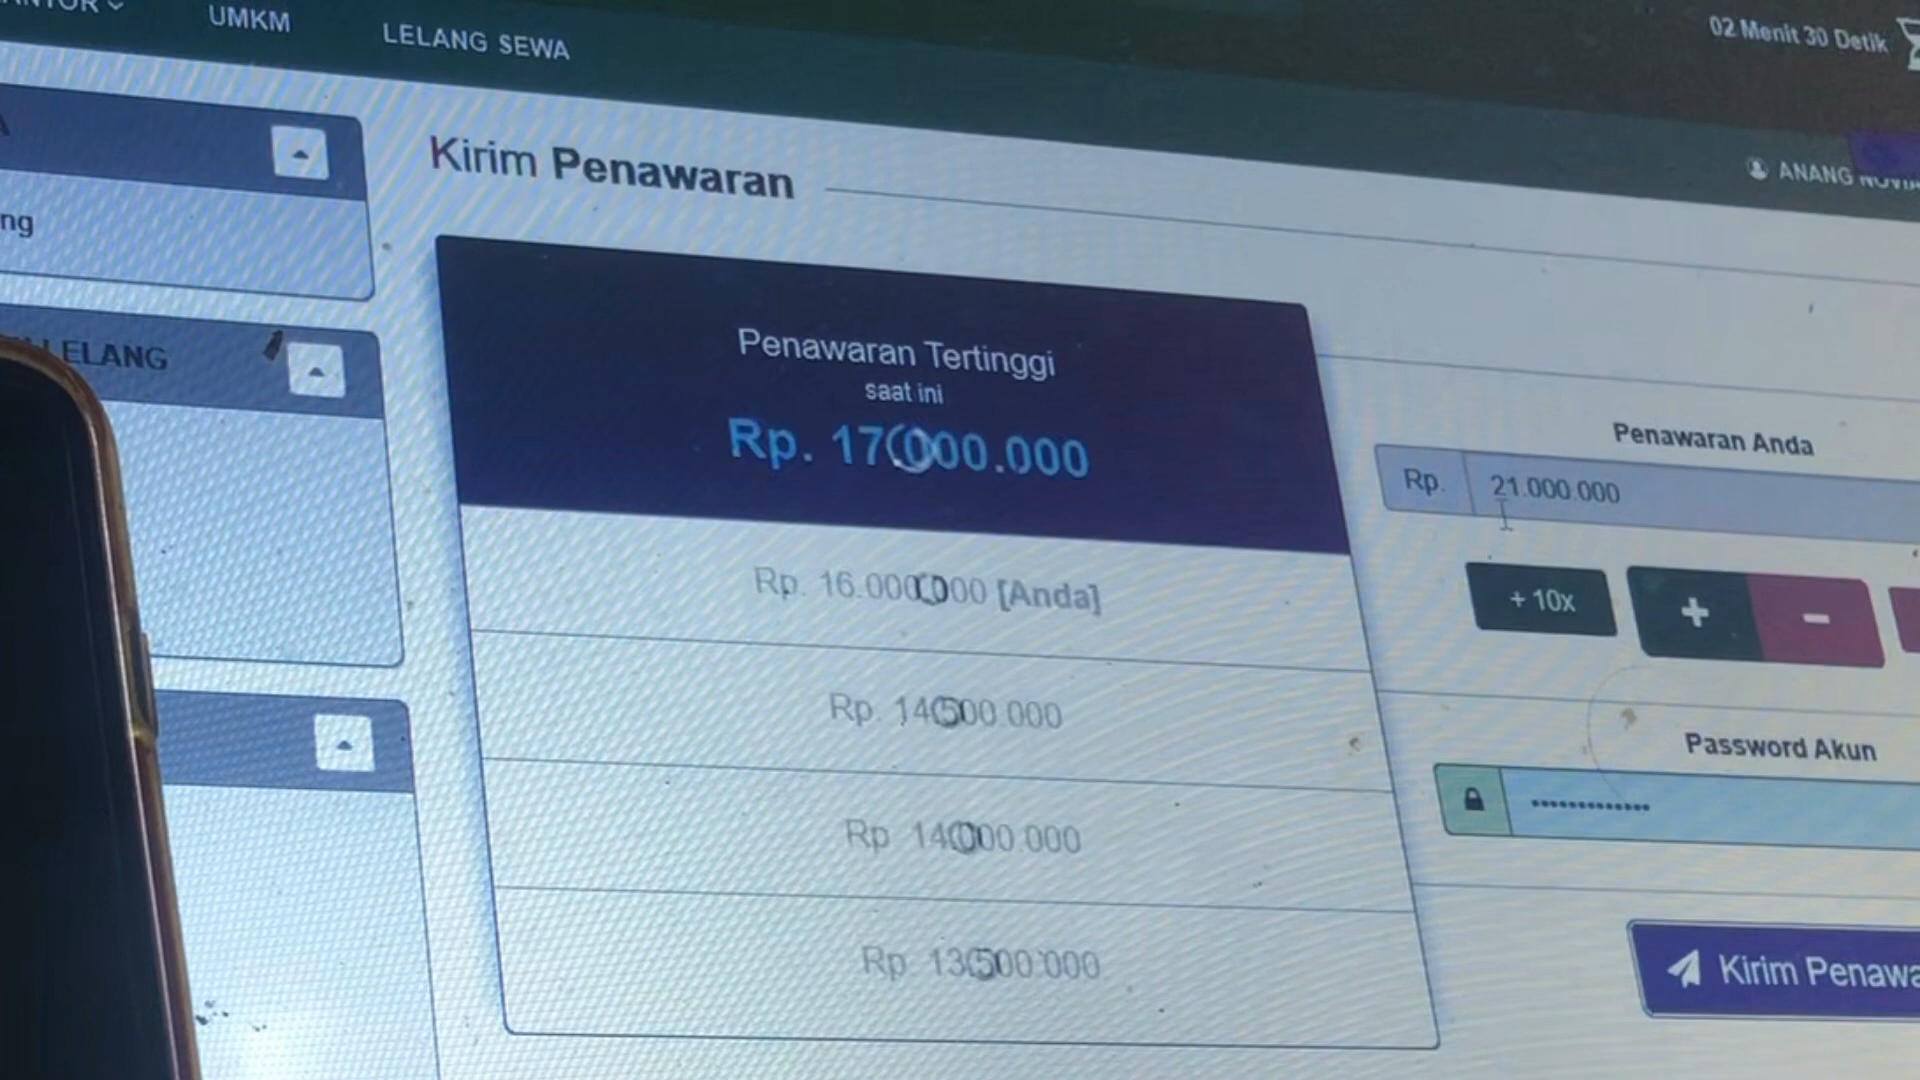 UMKM
LELANG SEWA
02 Menit 30 Detik
ANANG
ng
LELANG
Kirim Penawaran
Penawaran Tertinggi
saat ini
Rp. 17.000.000
Rp. 16.000.000 [Anda]
Rp. 14.500.000
Rp. 14.000.000
Rp. 13.500.000
Penawaran Anda
Rp. 21.000.000
+ 10x
+ -
Password Akun
Kirim Penawa